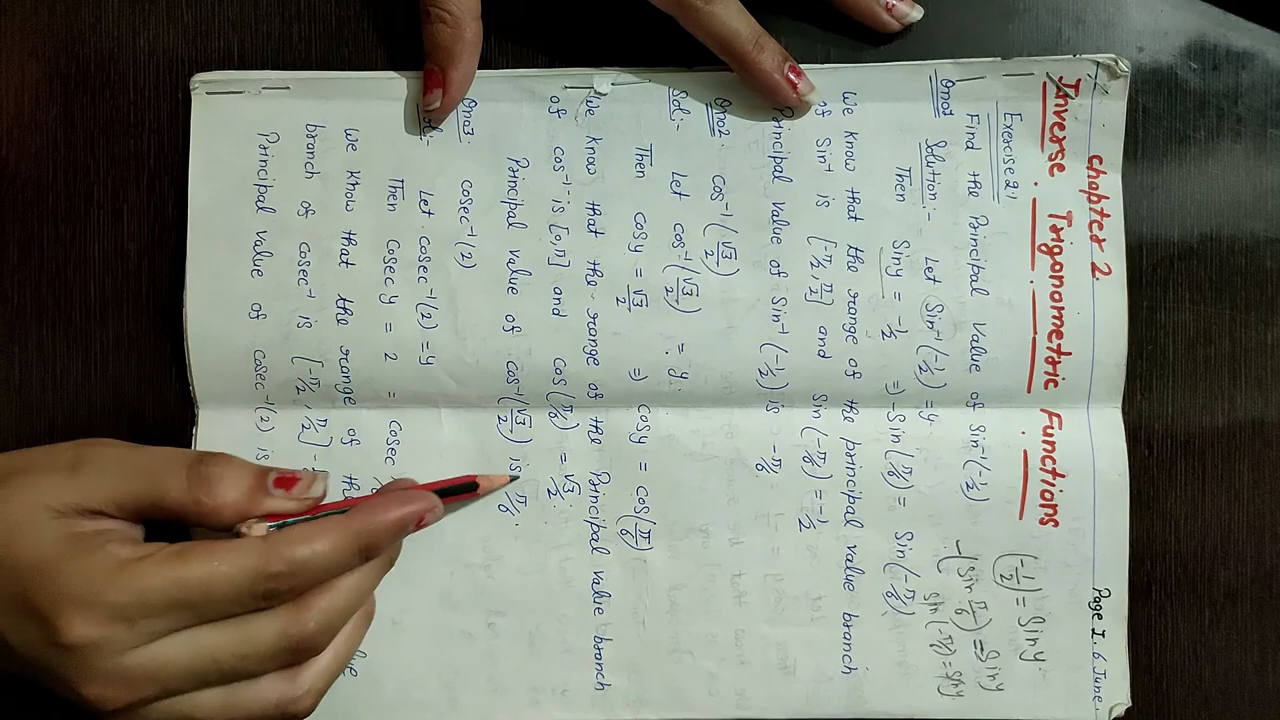 Chapter 2.
Page 1. 6 June
Inverse Trigonometric Functions
Exercise 2.1
Find the Principal Value of Sin⁻¹(-1/2)
(-1/2) = Siny
-(Sin π/6) = Siny
Sin(-π/6) = Siny
Qno1 Solution:- Let Sin⁻¹(-1/2) = y
Then Siny = -1/2 => -Sin(π/6) = Sin(-π/6)
We know that the range of the principal value branch
of Sin⁻¹ is [-π/2, π/2] and Sin(-π/6) = -1/2
Principal value of Sin⁻¹(-1/2) is -π/6
Qno2. cos⁻¹(√3/2)
Sol:- Let cos⁻¹(√3/2) = y.
Then cosy = √3/2 => cosy = cos(π/6)
We know that the range of the Principal value branch
of cos⁻¹ is [0,π] and cos(π/6) = √3/2.
Principal value of cos⁻¹(√3/2) is π/6.
Qno3. cosec⁻¹(2)
Let cosec⁻¹(2) = y
Then cosec y = 2 = cosec
We know that the range of the
branch of cosec⁻¹ is [-π/2, π/2] -
Principal value of cosec⁻¹(2) is